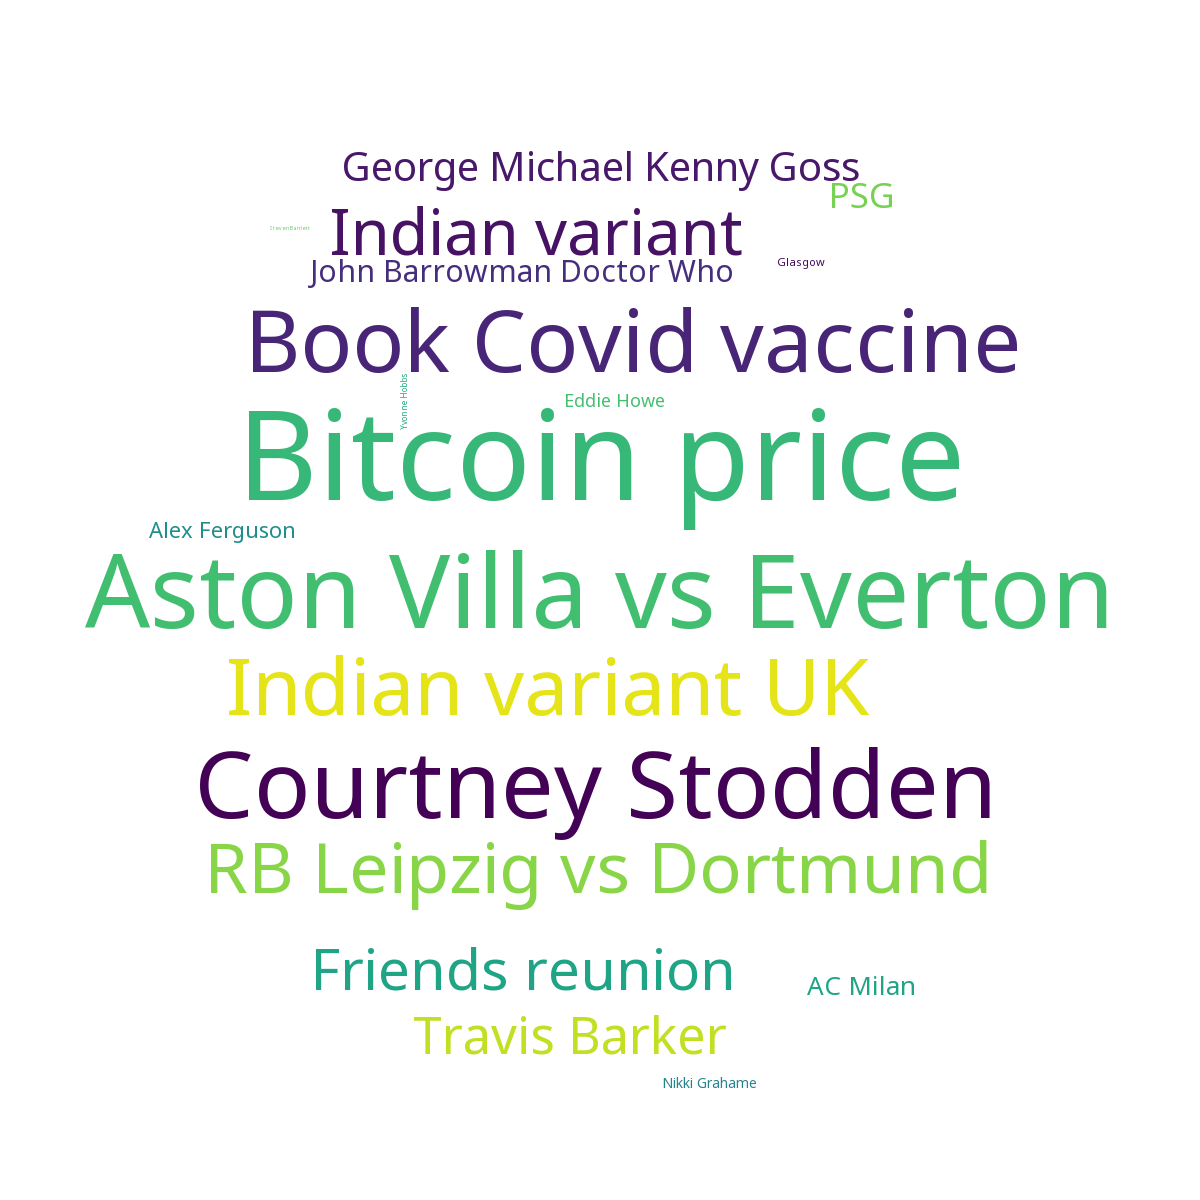 George Michael Kenny Goss
PSG
Indian variant
Steven Bartlett
Glasgow
John Barrowman Doctor Who
Book Covid vaccine
Yvonne Hobbs
Eddie Howe
Bitcoin price
Alex Ferguson
Aston Villa vs Everton
Indian variant UK
Courtney Stodden
RB Leipzig vs Dortmund
Friends reunion
AC Milan
Travis Barker
Nikki Grahame